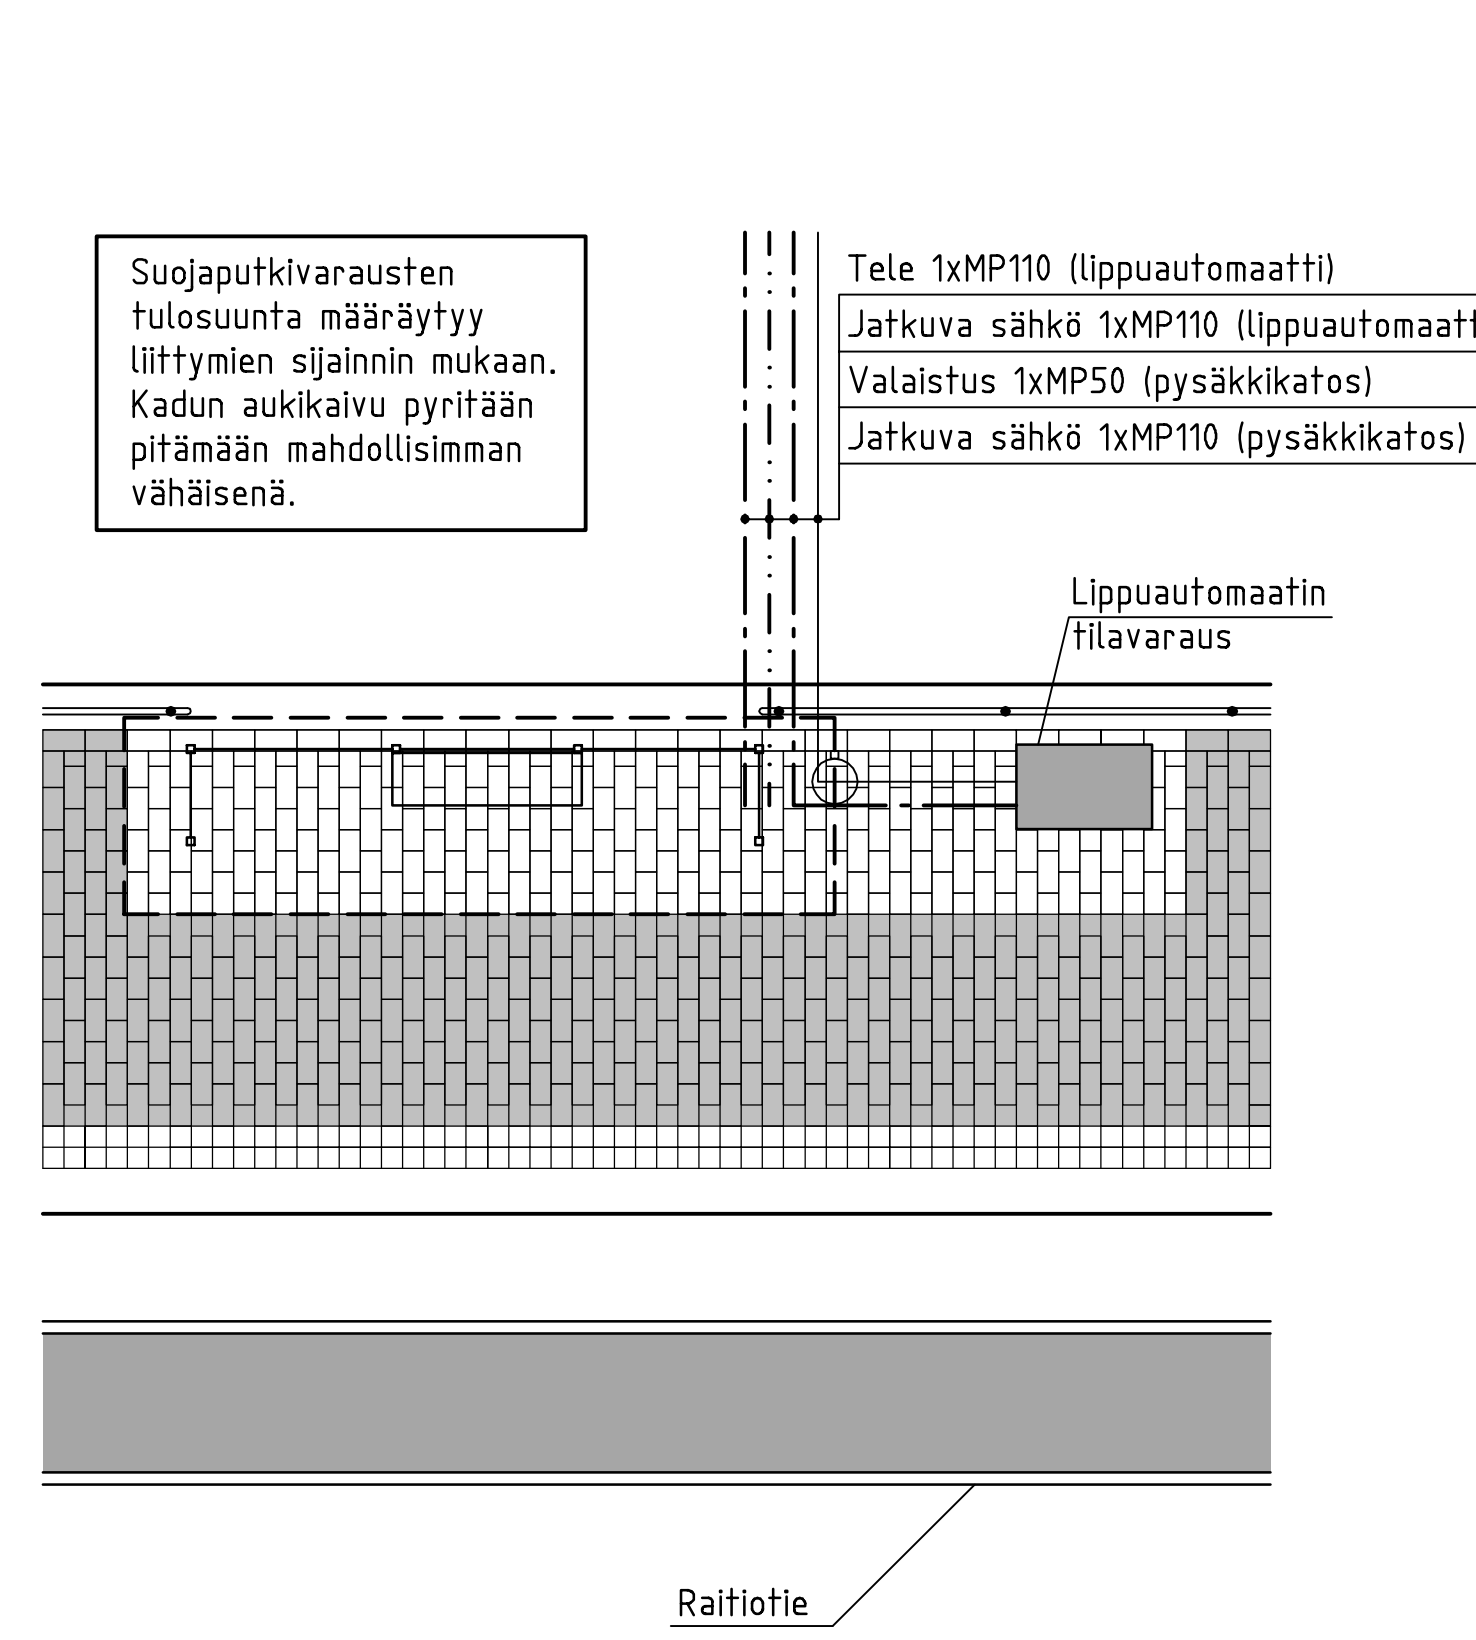 Suojaputkivarausten
tulosuunta määräytyy
liittymien sijainnin mukaan.
Kadun aukikaivu pyritään
pitämään mahdollisimman
vähäisenä.
Tele 1xMP110 (lippuautomaatti)
Jatkuva sähkö 1xMP110 (lippuautomaatt
Valaistus 1xMP50 (pysäkkikatos)
Jatkuva sähkö 1xMP110 (pysäkkikatos)
Lippuautomaatin
tilavaraus
Raitiotie